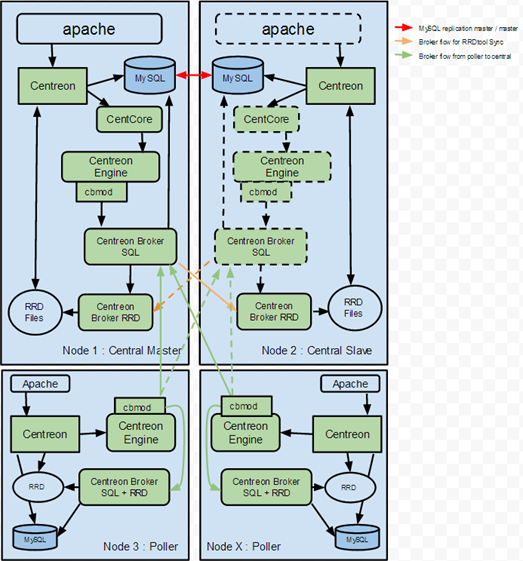 apache
Centreon
MySQL
CentCore
Centreon
Engine
cbmod
Centreon Broker
SQL
RRD
Files
Centreon
Broker RRD
Node 1 : Central Master
apache
MySQL
Centreon
CentCore
Centreon
Engine
cbmod
Centreon Broker
SQL
Centreon
Broker RRD
RRD
Files
Node 2 : Central Slave
MySQL replication master / master
Broker flow for RRDtool Sync
Broker flow from poller to central
Apache
cbmod
Centreon
Centreon
Engine
RRD
Centreon Broker
SQL + RRD
MySQL
Node 3 : Poller
Apache
cbmod
Centreon
Engine
Centreon
Centreon Broker
SQL + RRD
RRD
MySQL
Node X : Poller